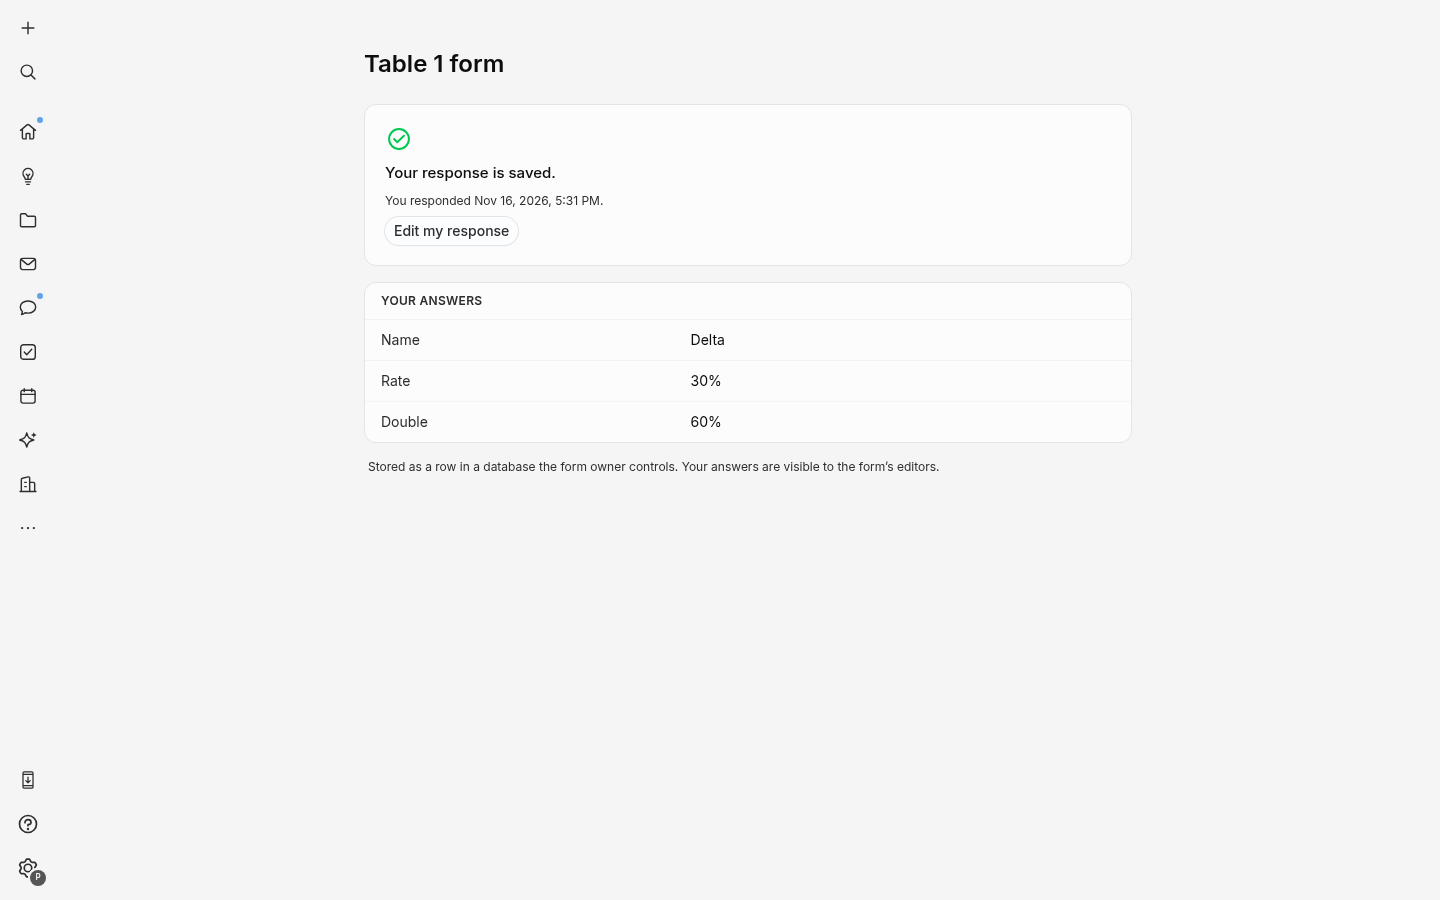 Table 1 form
Your response is saved.
You responded Nov 16, 2026, 5:31 PM.
Edit my response
YOUR ANSWERS
Name Delta
Rate 30%
Double 60%
Stored as a row in a database the form owner controls. Your answers are visible to the form’s editors.
P